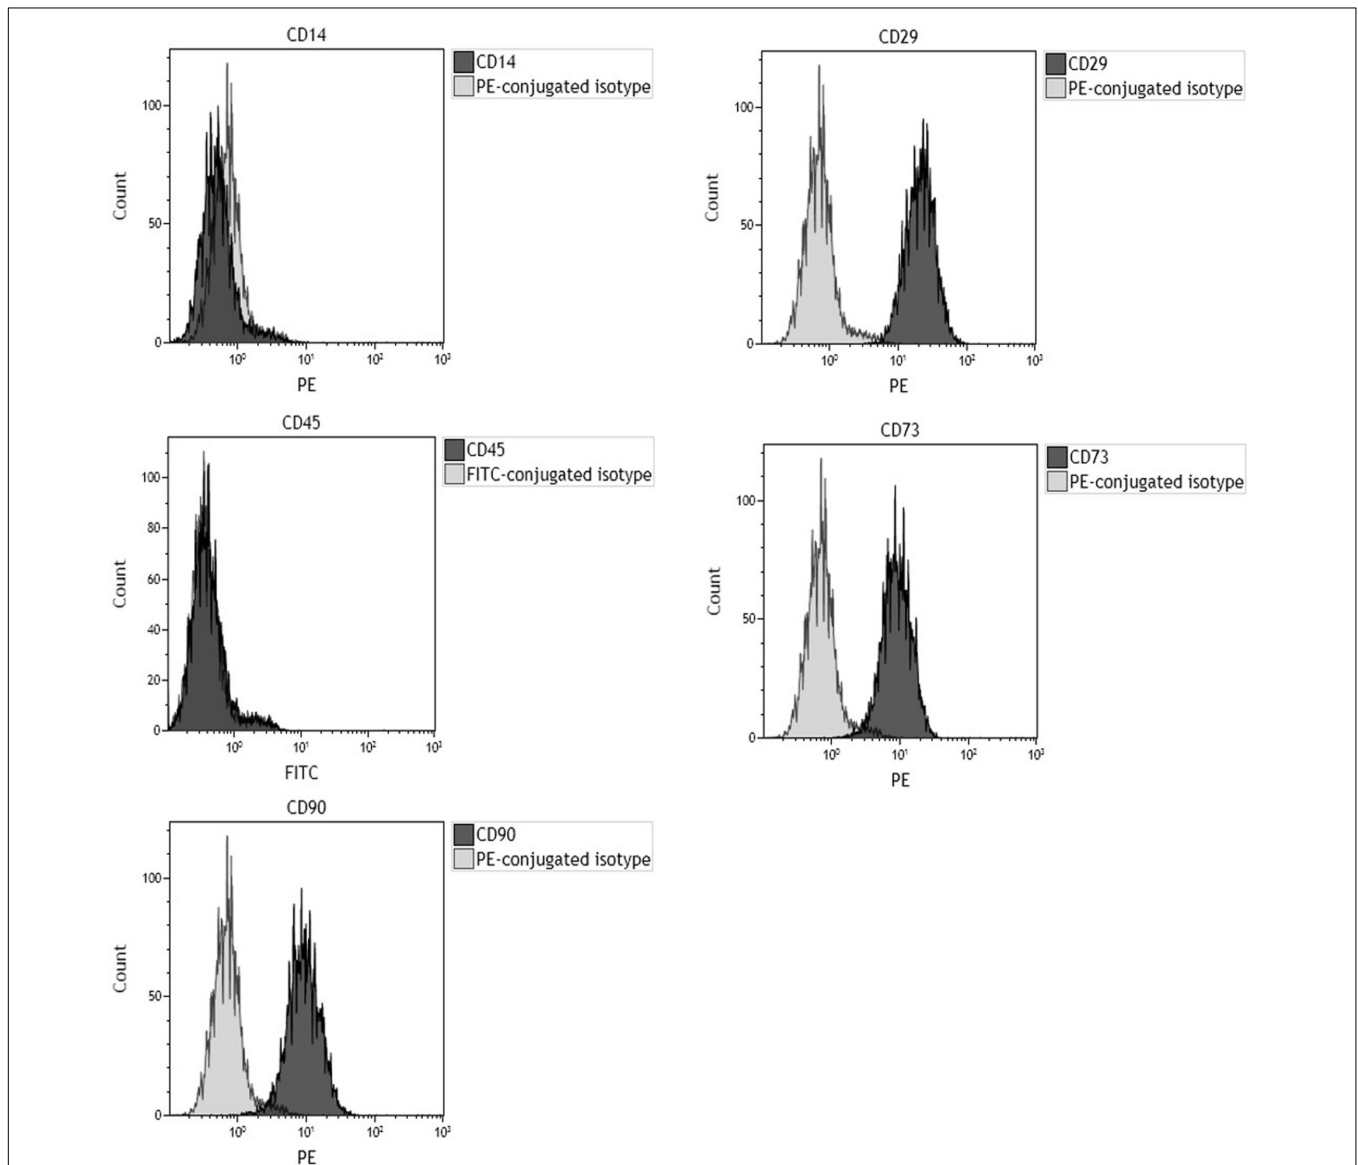 CD14
CD14
PE-conjugated isotype
100
50
0
Count
10⁰ 10¹ 10² 10³
PE
CD29
CD29
PE-conjugated isotype
100
50
0
Count
10⁰ 10¹ 10² 10³
PE
CD45
CD45
FITC-conjugated isotype
100
80
60
40
20
0
Count
10⁰ 10¹ 10² 10³
FITC
CD73
CD73
PE-conjugated isotype
100
50
0
Count
10⁰ 10¹ 10² 10³
PE
CD90
CD90
PE-conjugated isotype
100
50
0
Count
10⁰ 10¹ 10² 10³
PE